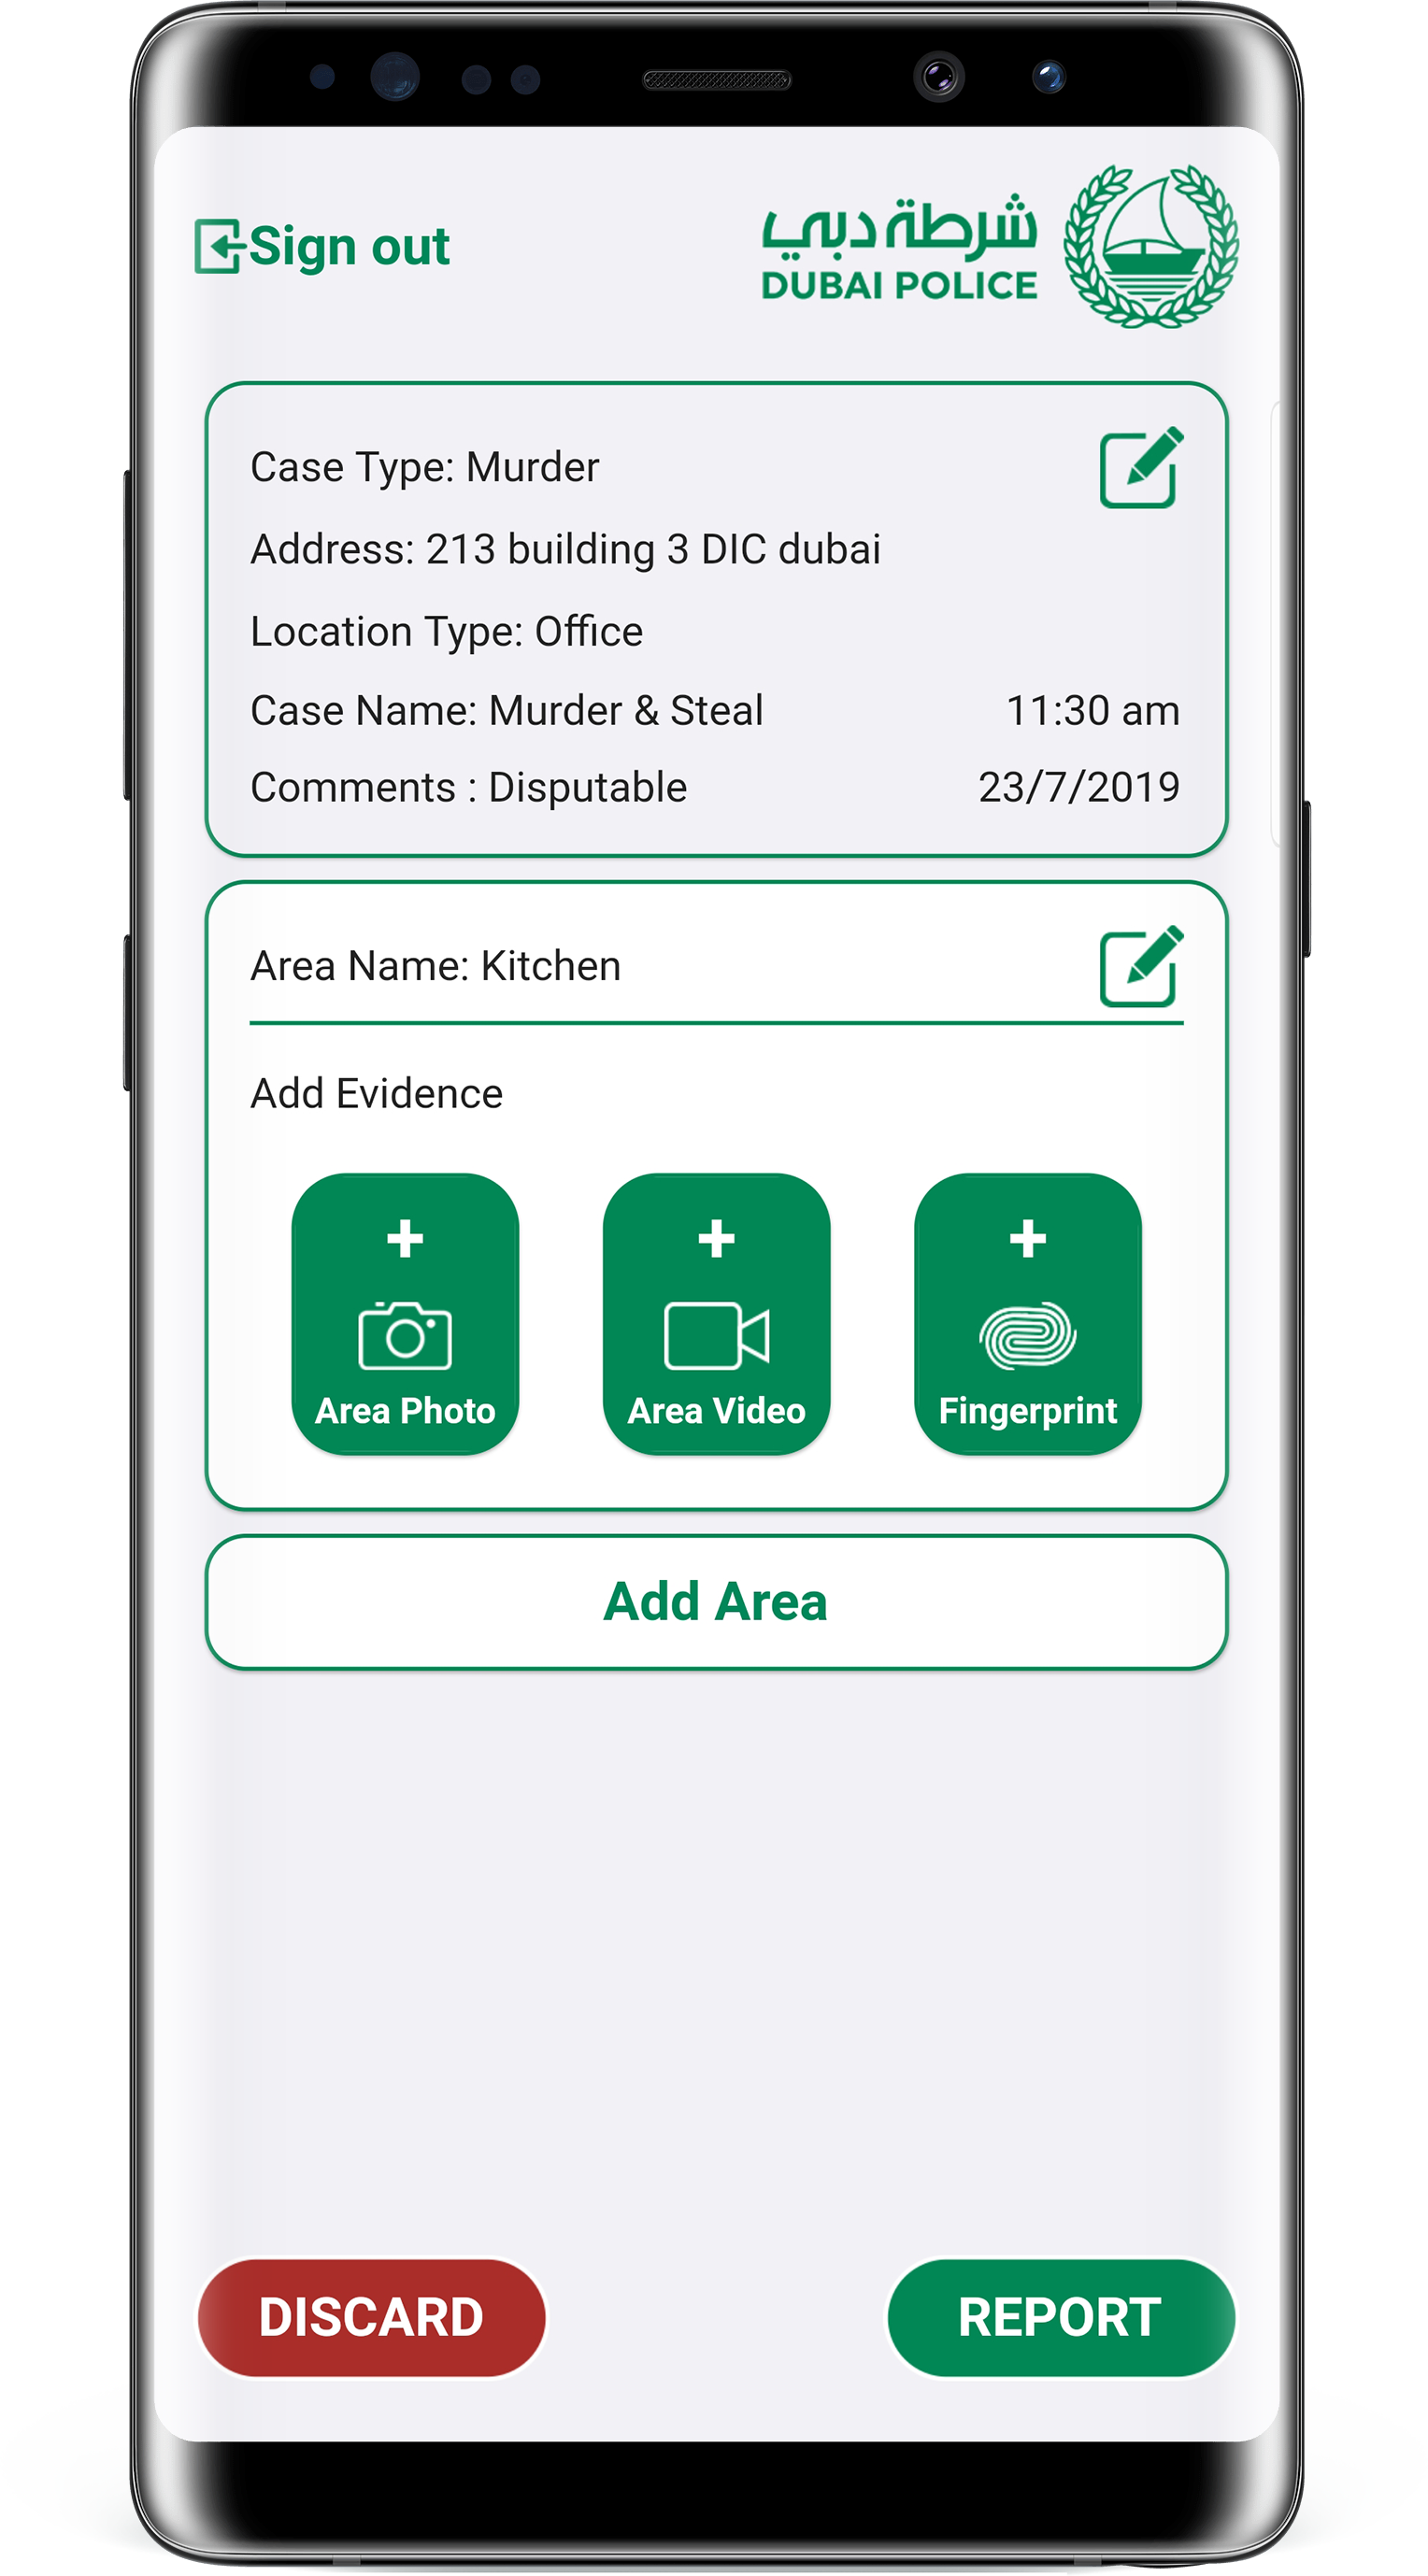 Sign out
شرطة دبي
DUBAI POLICE
Case Type: Murder
Address: 213 building 3 DIC dubai
Location Type: Office
Case Name: Murder & Steal 11:30 am
Comments : Disputable 23/7/2019
Area Name: Kitchen
Add Evidence
+ + +
Area Photo Area Video Fingerprint
Add Area
DISCARD REPORT